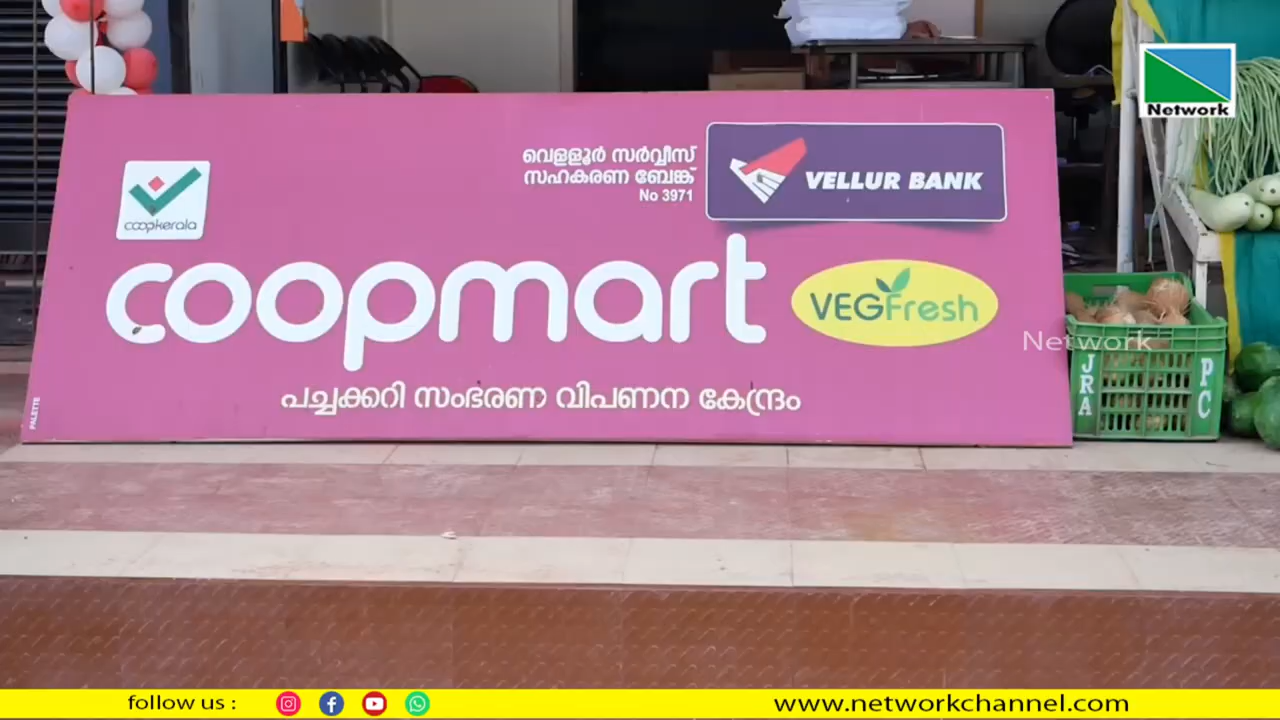 Network
coopkerala
വെള്ളൂർ സർവ്വീസ്
സഹകരണ ബേങ്ക്
No 3971
VELLUR BANK
coopmart
VEGFresh
Network
പച്ചക്കറി സംഭരണ വിപണന കേന്ദ്രം
PALETTE
JRA
PC
follow us :
www.networkchannel.com